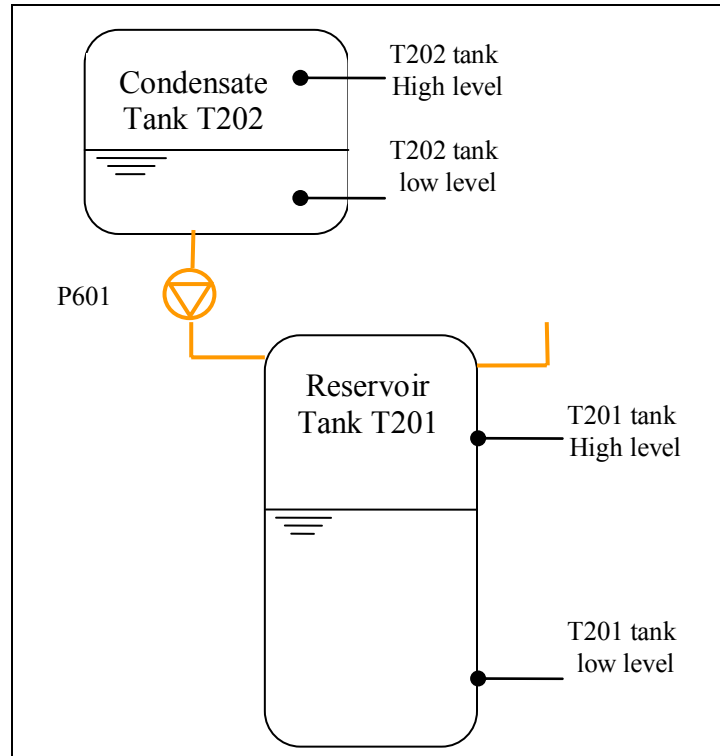 T202 tank
High level
Condensate
Tank T202
T202 tank
low level
P601
Reservoir
Tank T201
T201 tank
High level
T201 tank
low level